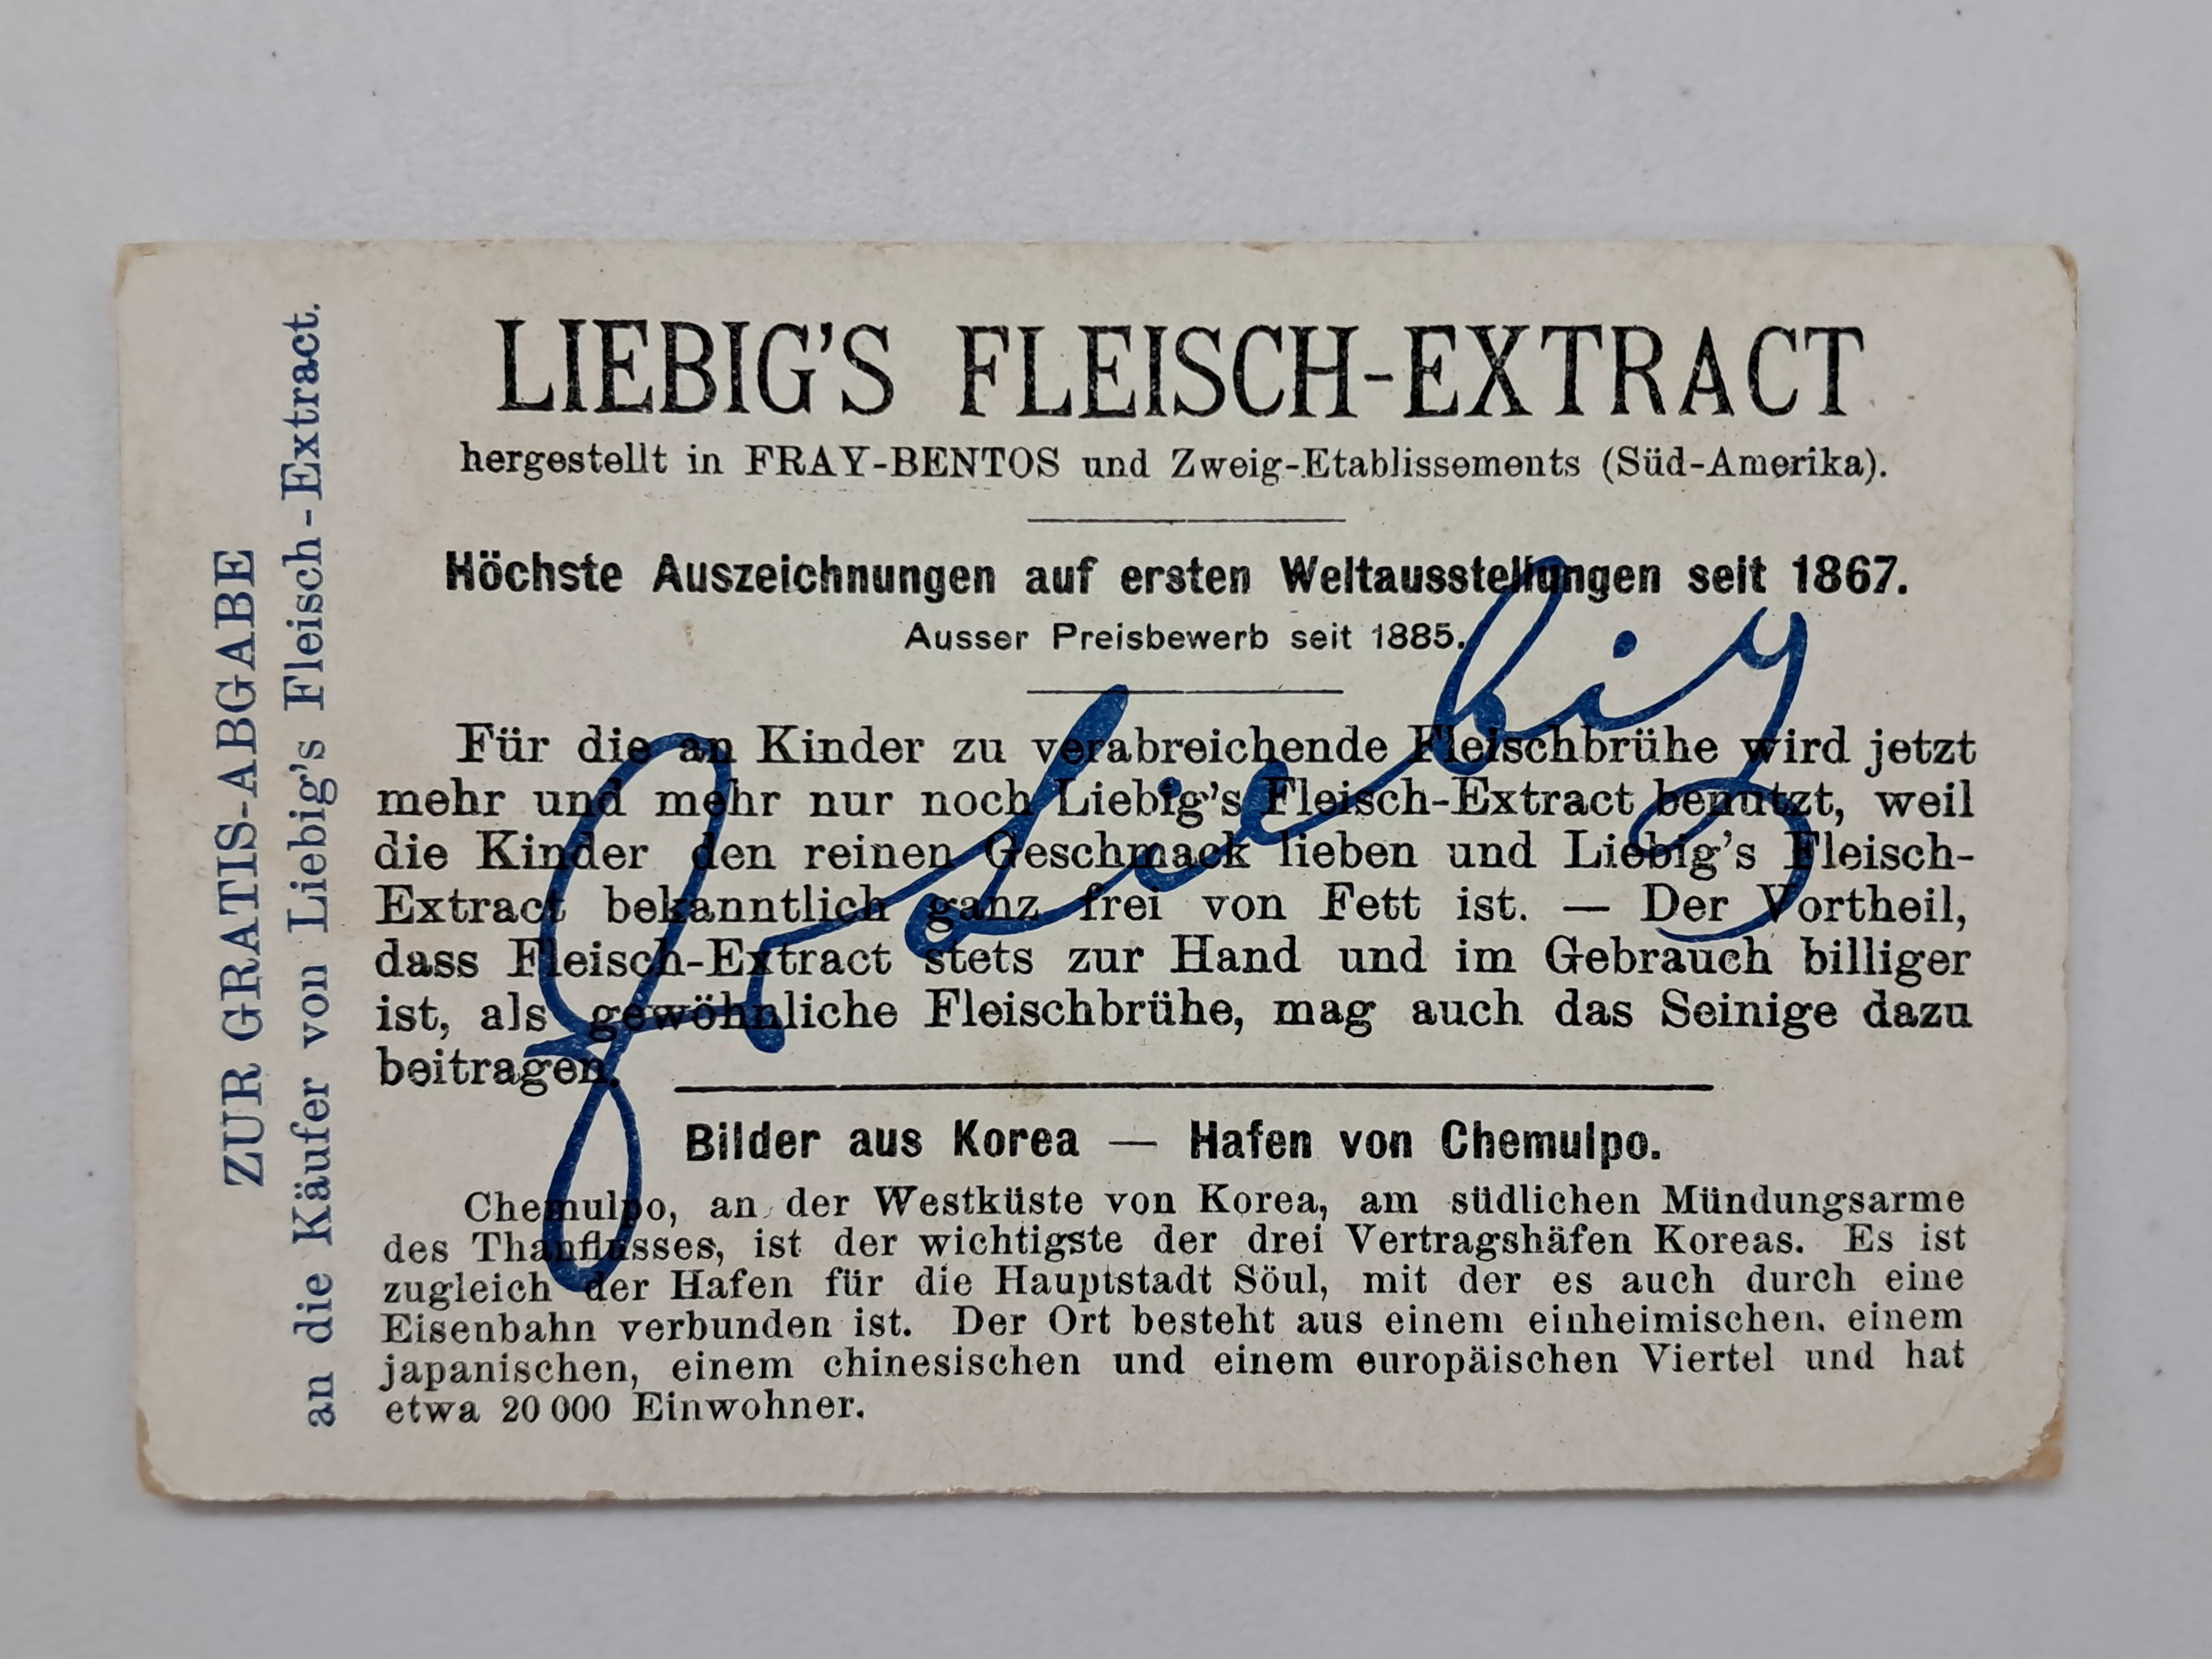 ZUR GRATIS-ABGABE
an die Käufer von Liebig's Fleisch-Extract.
LIEBIG'S FLEISCH-EXTRACT
hergestellt in FRAY-BENTOS und Zweig-Etablissements (Süd-Amerika).
Höchste Auszeichnungen auf ersten Weltausstellungen seit 1867.
Ausser Preisbewerb seit 1885.
Für die an Kinder zu verabreichende Fleischbrühe wird jetzt
mehr und mehr nur noch Liebig's Fleisch-Extract benutzt, weil
die Kinder den reinen Geschmack lieben und Liebig's Fleisch-
Extract bekanntlich ganz frei von Fett ist. — Der Vortheil,
dass Fleisch-Extract stets zur Hand und im Gebrauch billiger
ist, als gewöhnliche Fleischbrühe, mag auch das Seinige dazu
beitragen.
J v Liebig
Bilder aus Korea — Hafen von Chemulpo.
Chemulpo, an der Westküste von Korea, am südlichen Mündungsarme
des Thanflusses, ist der wichtigste der drei Vertragshäfen Koreas. Es ist
zugleich der Hafen für die Hauptstadt Söul, mit der es auch durch eine
Eisenbahn verbunden ist. Der Ort besteht aus einem einheimischen. einem
japanischen, einem chinesischen und einem europäischen Viertel und hat
etwa 20 000 Einwohner.